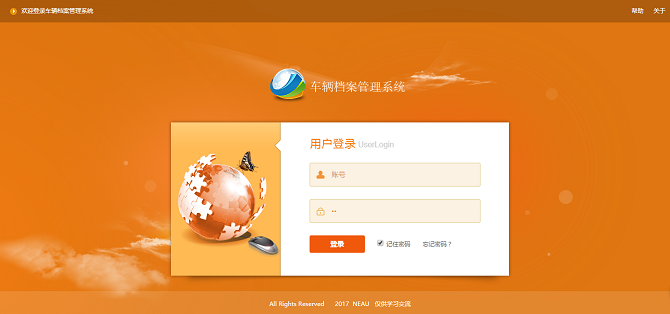 欢迎登录车辆档案管理系统 帮助 关于
车辆档案管理系统
用户登录 UserLogin
账号
登录 记住密码 忘记密码？
All Rights Reserved 2017 NEAU 仅供学习交流